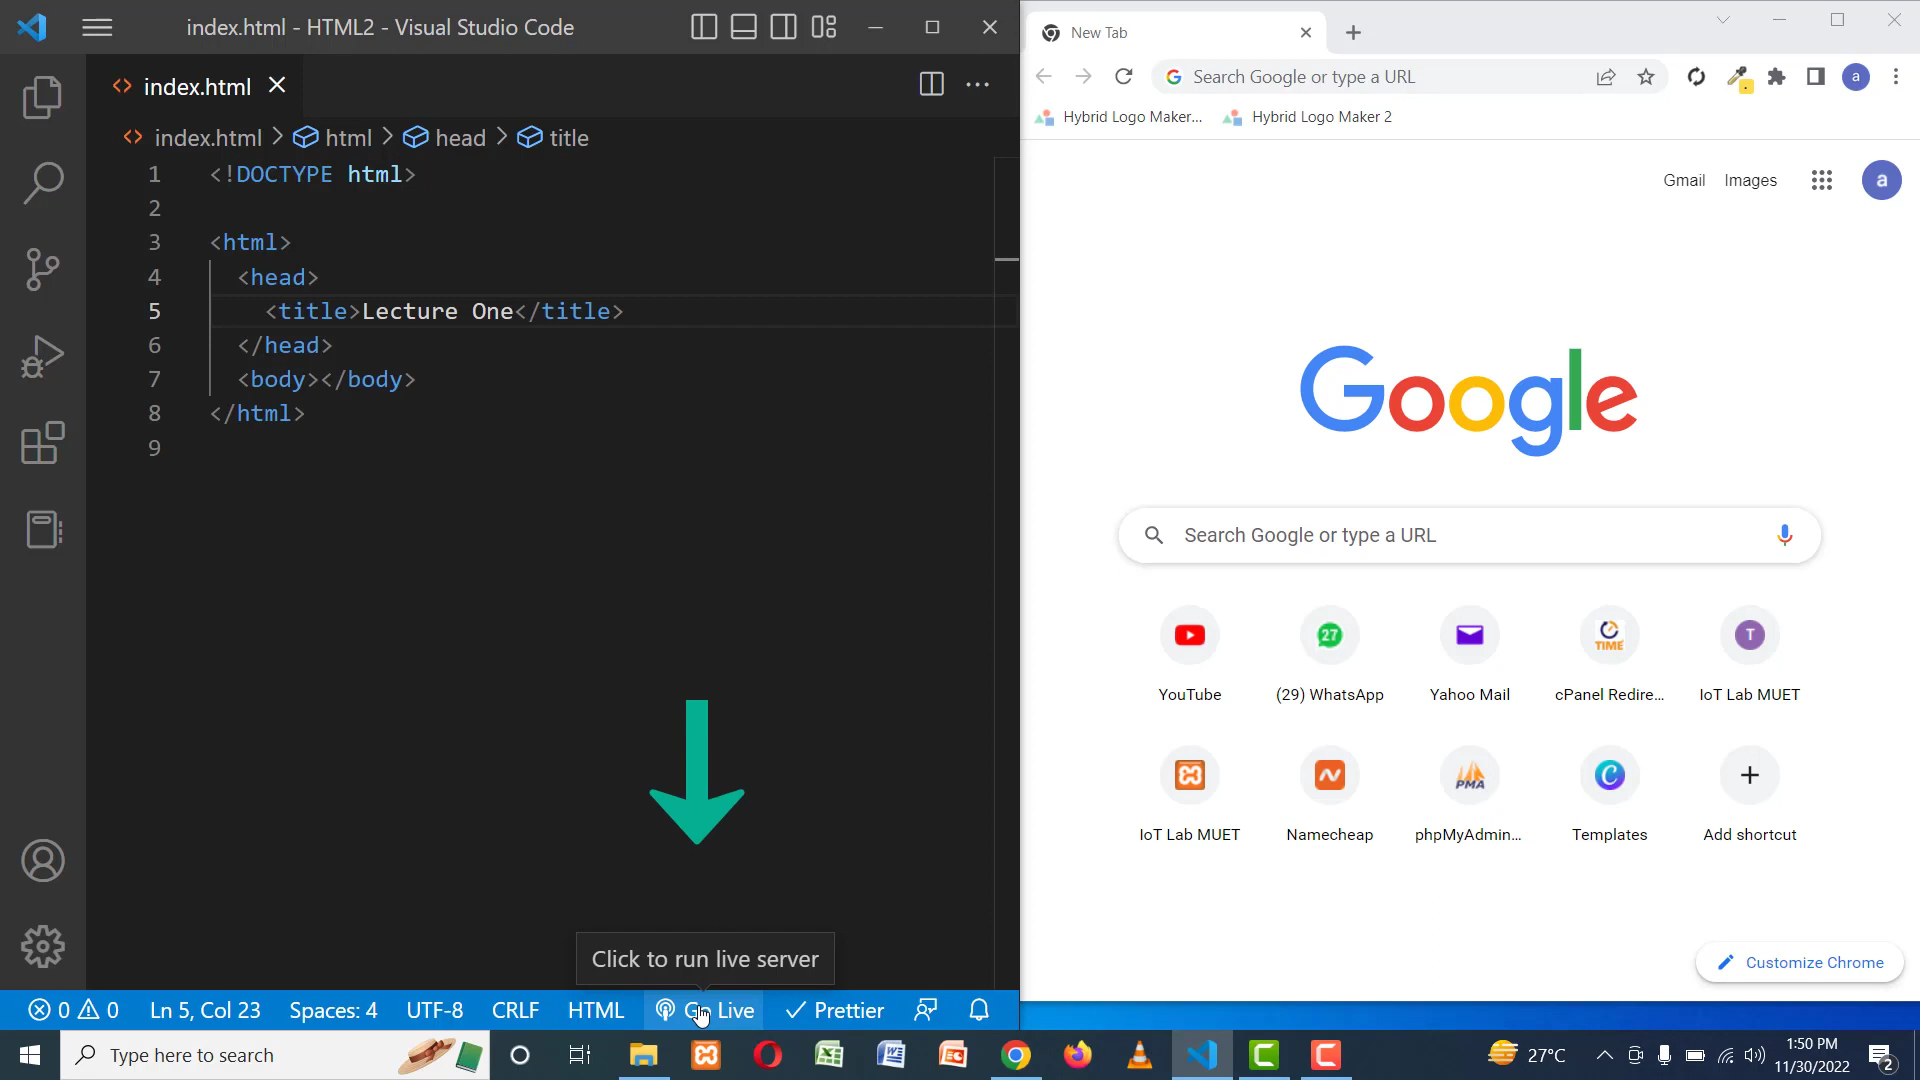 index.html - HTML2 - Visual Studio Code
index.html
index.html > html > head > title
1 <!DOCTYPE html>
2
3 <html>
4 <head>
5 <title>Lecture One</title>
6 </head>
7 <body></body>
8 </html>
9
Click to run live server
0 0 Ln 5, Col 23 Spaces: 4 UTF-8 CRLF HTML Go Live Prettier
New Tab
Search Google or type a URL
a
Hybrid Logo Maker... Hybrid Logo Maker 2
Gmail Images a
Google
Search Google or type a URL
27 TIME T
YouTube (29) WhatsApp Yahoo Mail cPanel Redire... IoT Lab MUET
PMA
IoT Lab MUET Namecheap phpMyAdmin... Templates Add shortcut
Customize Chrome
Type here to search
27°C
1:50 PM
11/30/2022
2